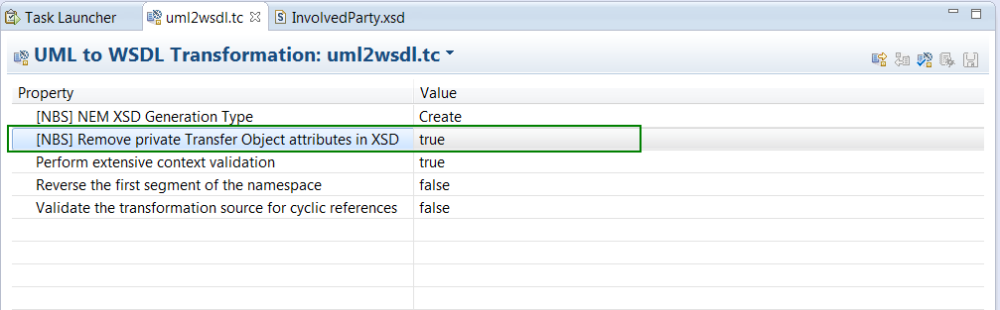 Task Launcher uml2wsdl.tc InvolvedParty.xsd
UML to WSDL Transformation: uml2wsdl.tc
Property Value
[NBS] NEM XSD Generation Type Create
[NBS] Remove private Transfer Object attributes in XSD true
Perform extensive context validation true
Reverse the first segment of the namespace false
Validate the transformation source for cyclic references false